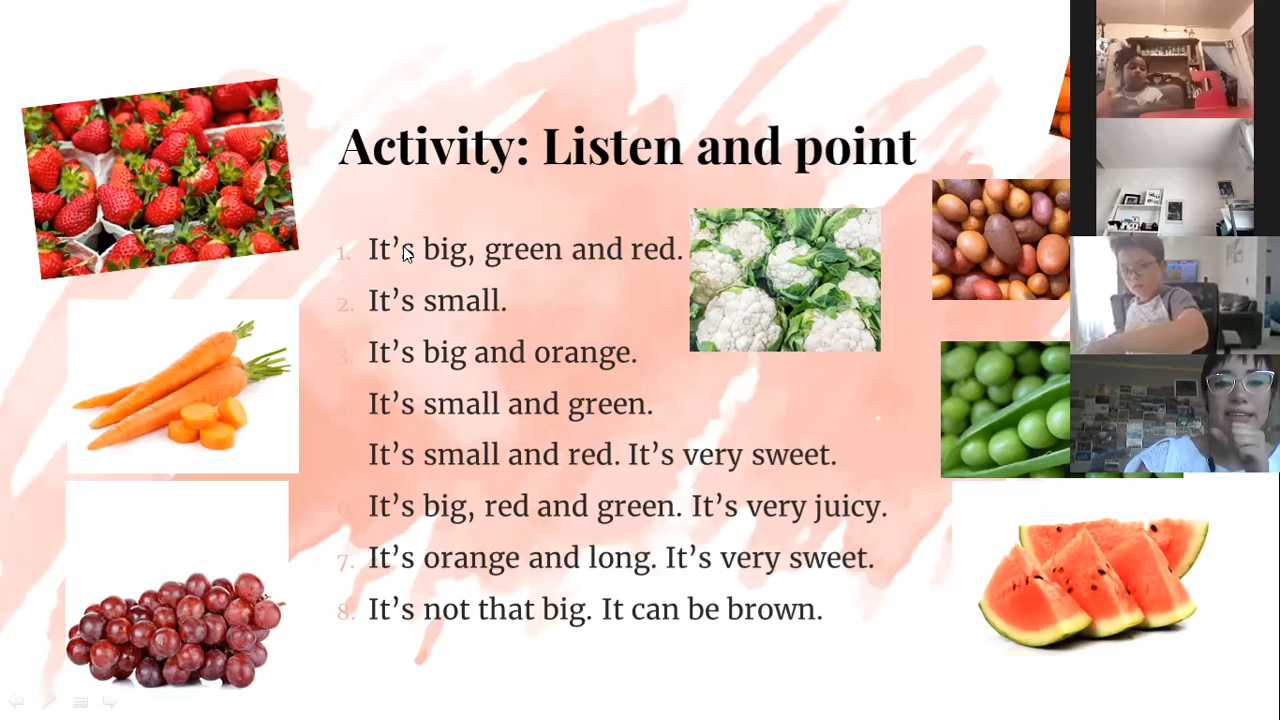 Activity: Listen and point
1. It’s big, green and red.
2. It’s small.
3. It’s big and orange.
It’s small and green.
It’s small and red. It’s very sweet.
6. It’s big, red and green. It’s very juicy.
7. It’s orange and long. It’s very sweet.
8. It’s not that big. It can be brown.